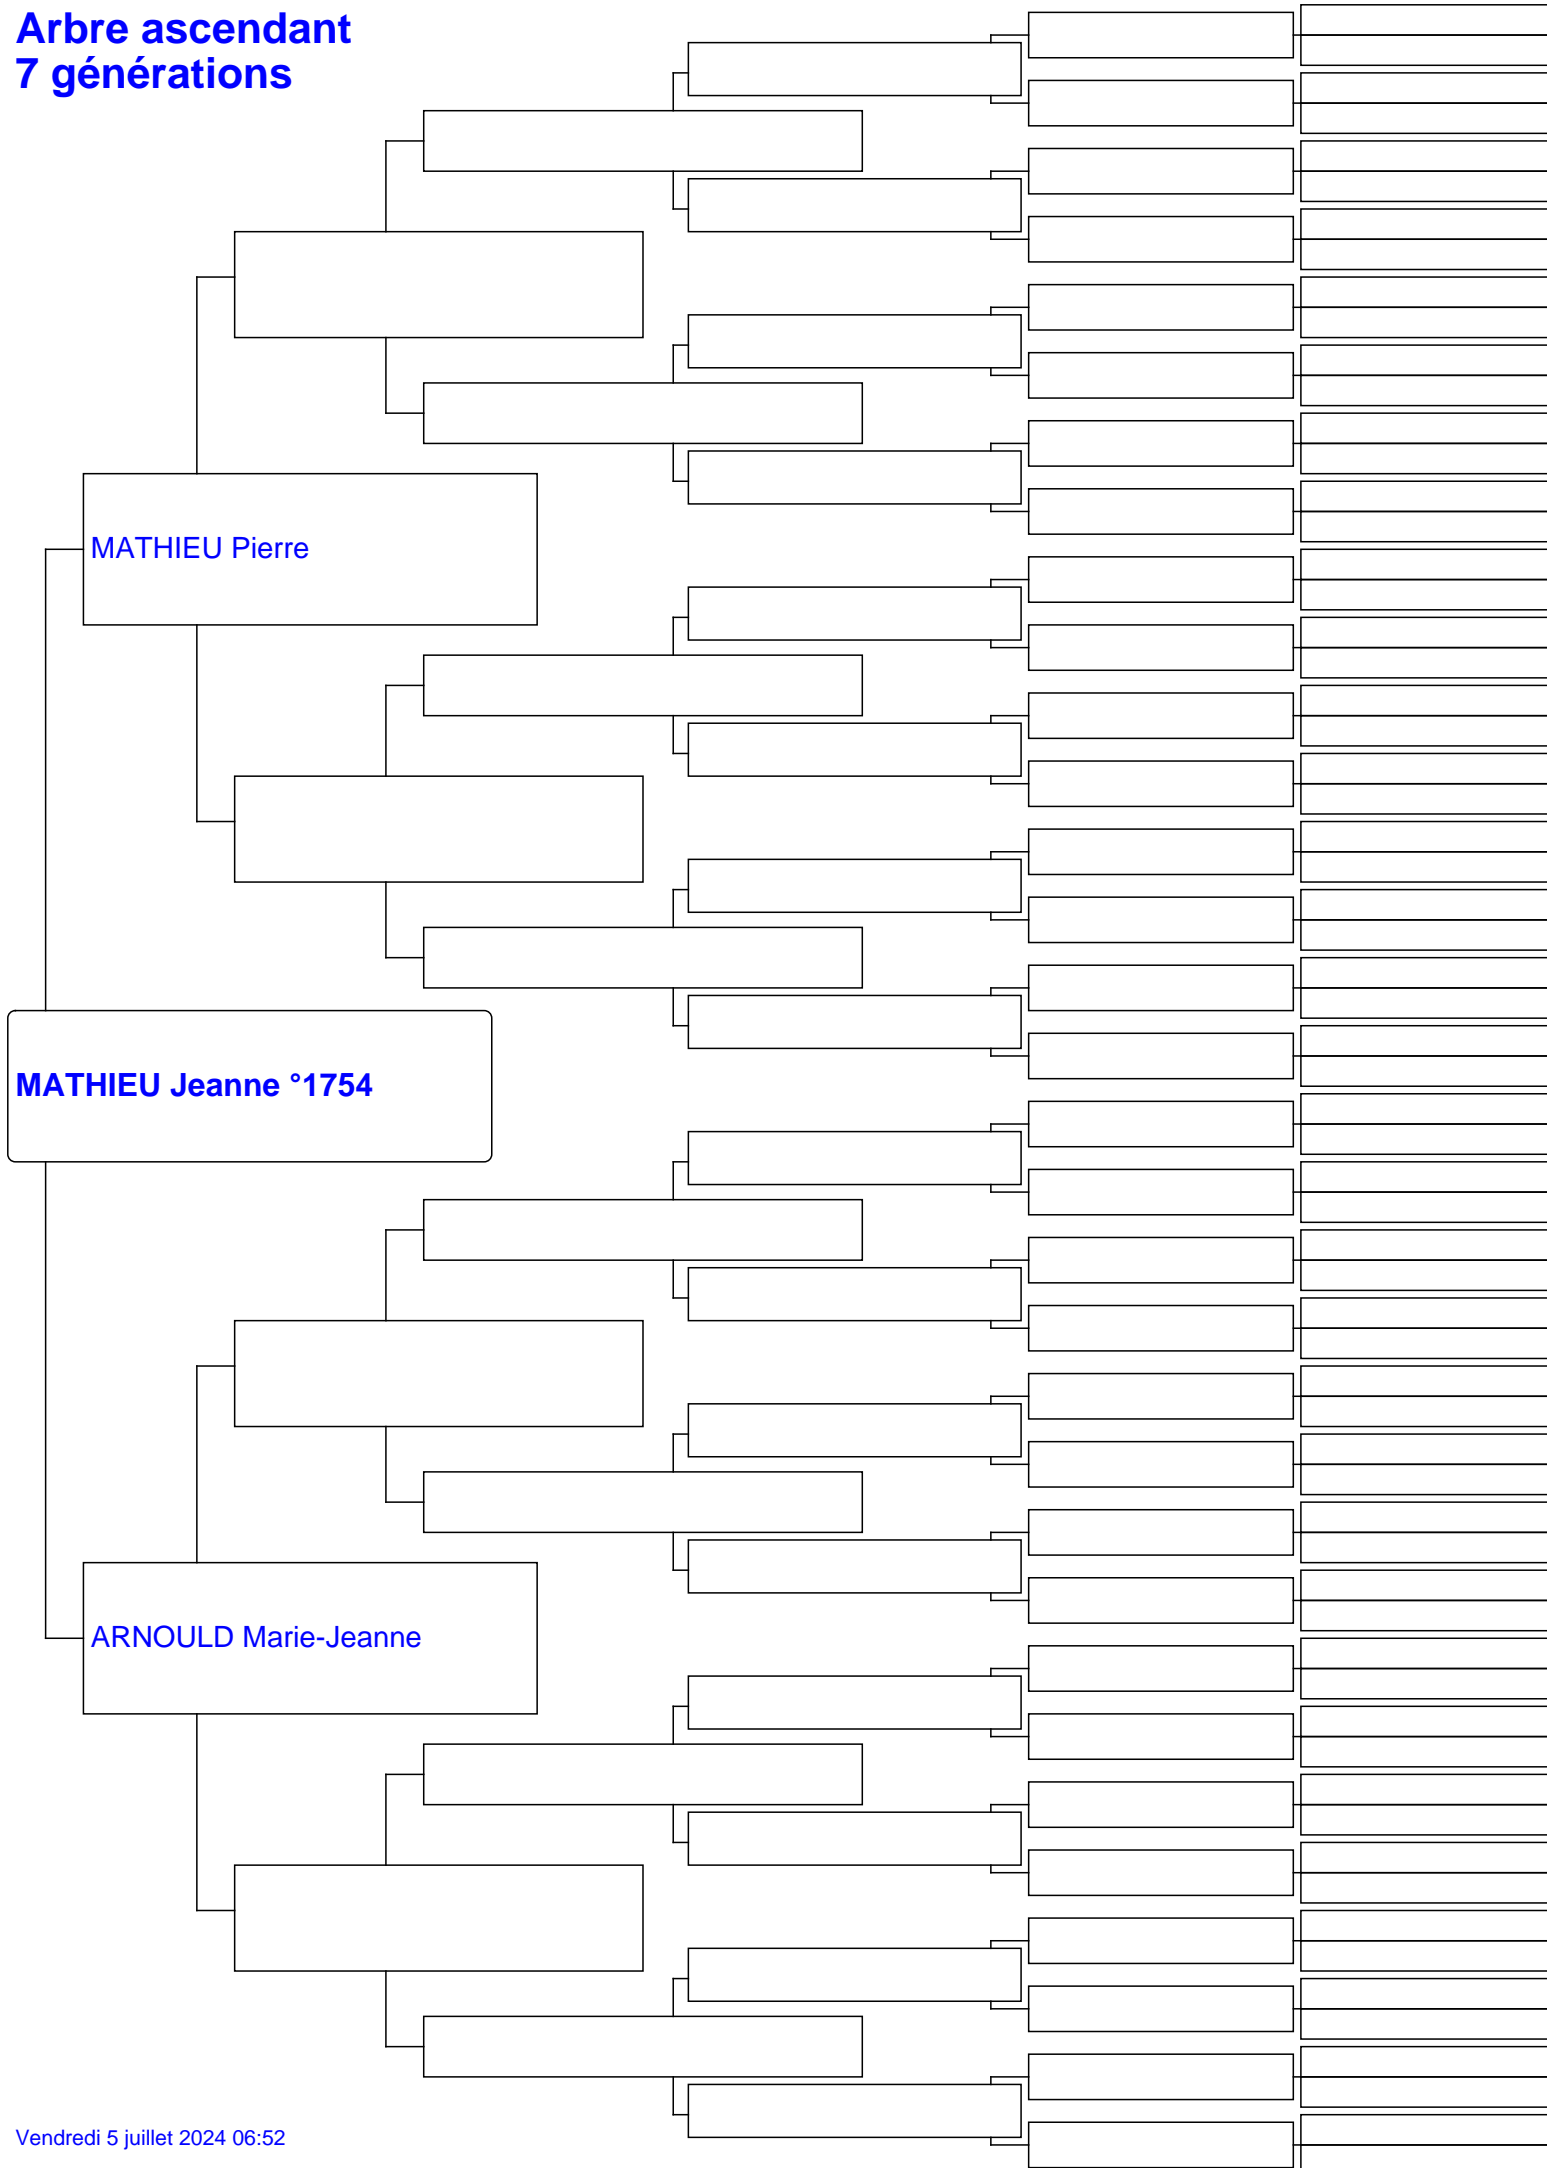 Arbre ascendant
7 générations
MATHIEU Pierre
MATHIEU Jeanne °1754
ARNOULD Marie-Jeanne
Vendredi 5 juillet 2024 06:52